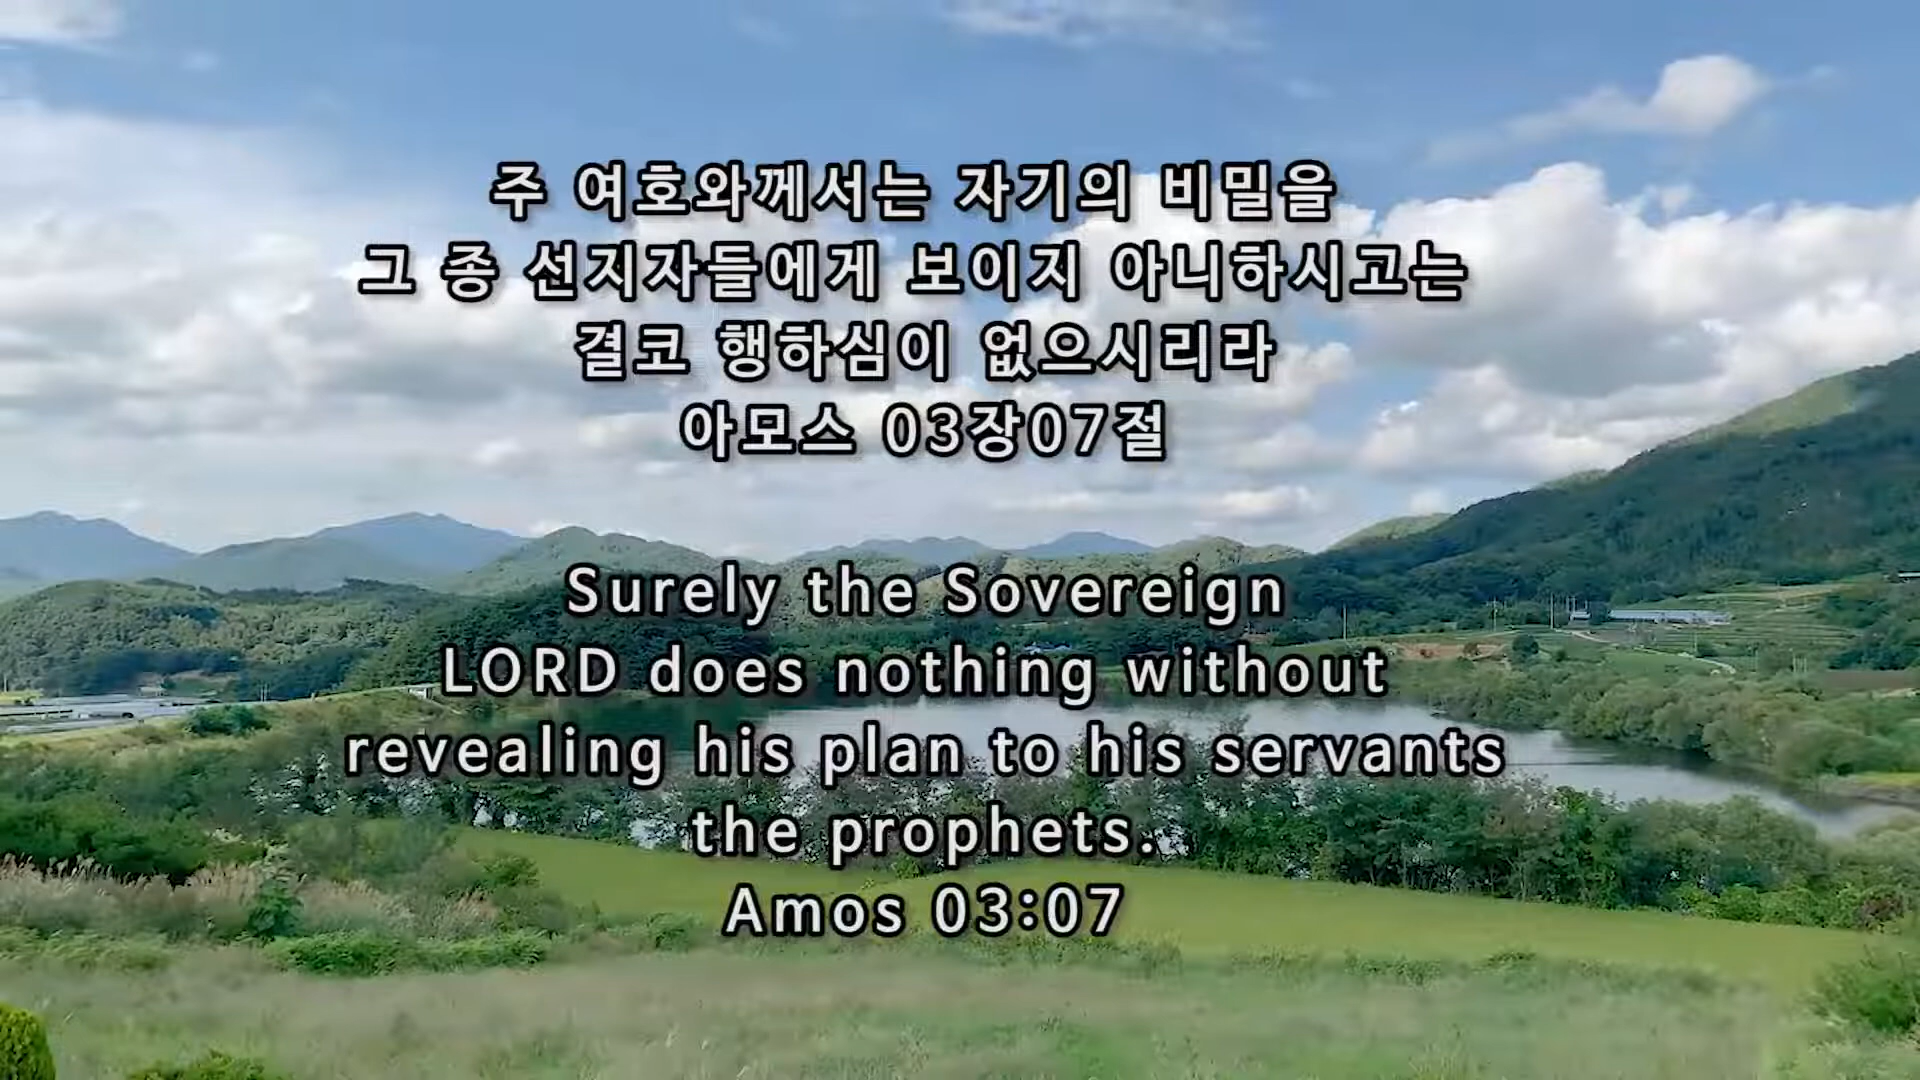 주 여호와께서는 자기의 비밀을
그 종 선지자들에게 보이지 아니하시고는
결코 행하심이 없으시리라
아모스 03장07절
Surely the Sovereign
LORD does nothing without
revealing his plan to his servants
the prophets.
Amos 03:07